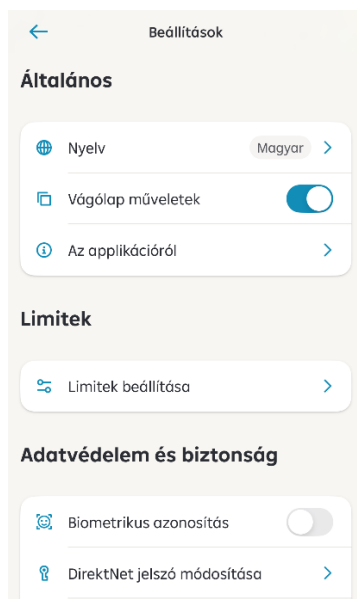 Beállítások
Általános
Nyelv Magyar
Vágólap műveletek
Az applikációról
Limitek
Limitek beállítása
Adatvédelem és biztonság
Biometrikus azonosítás
DirektNet jelszó módosítása